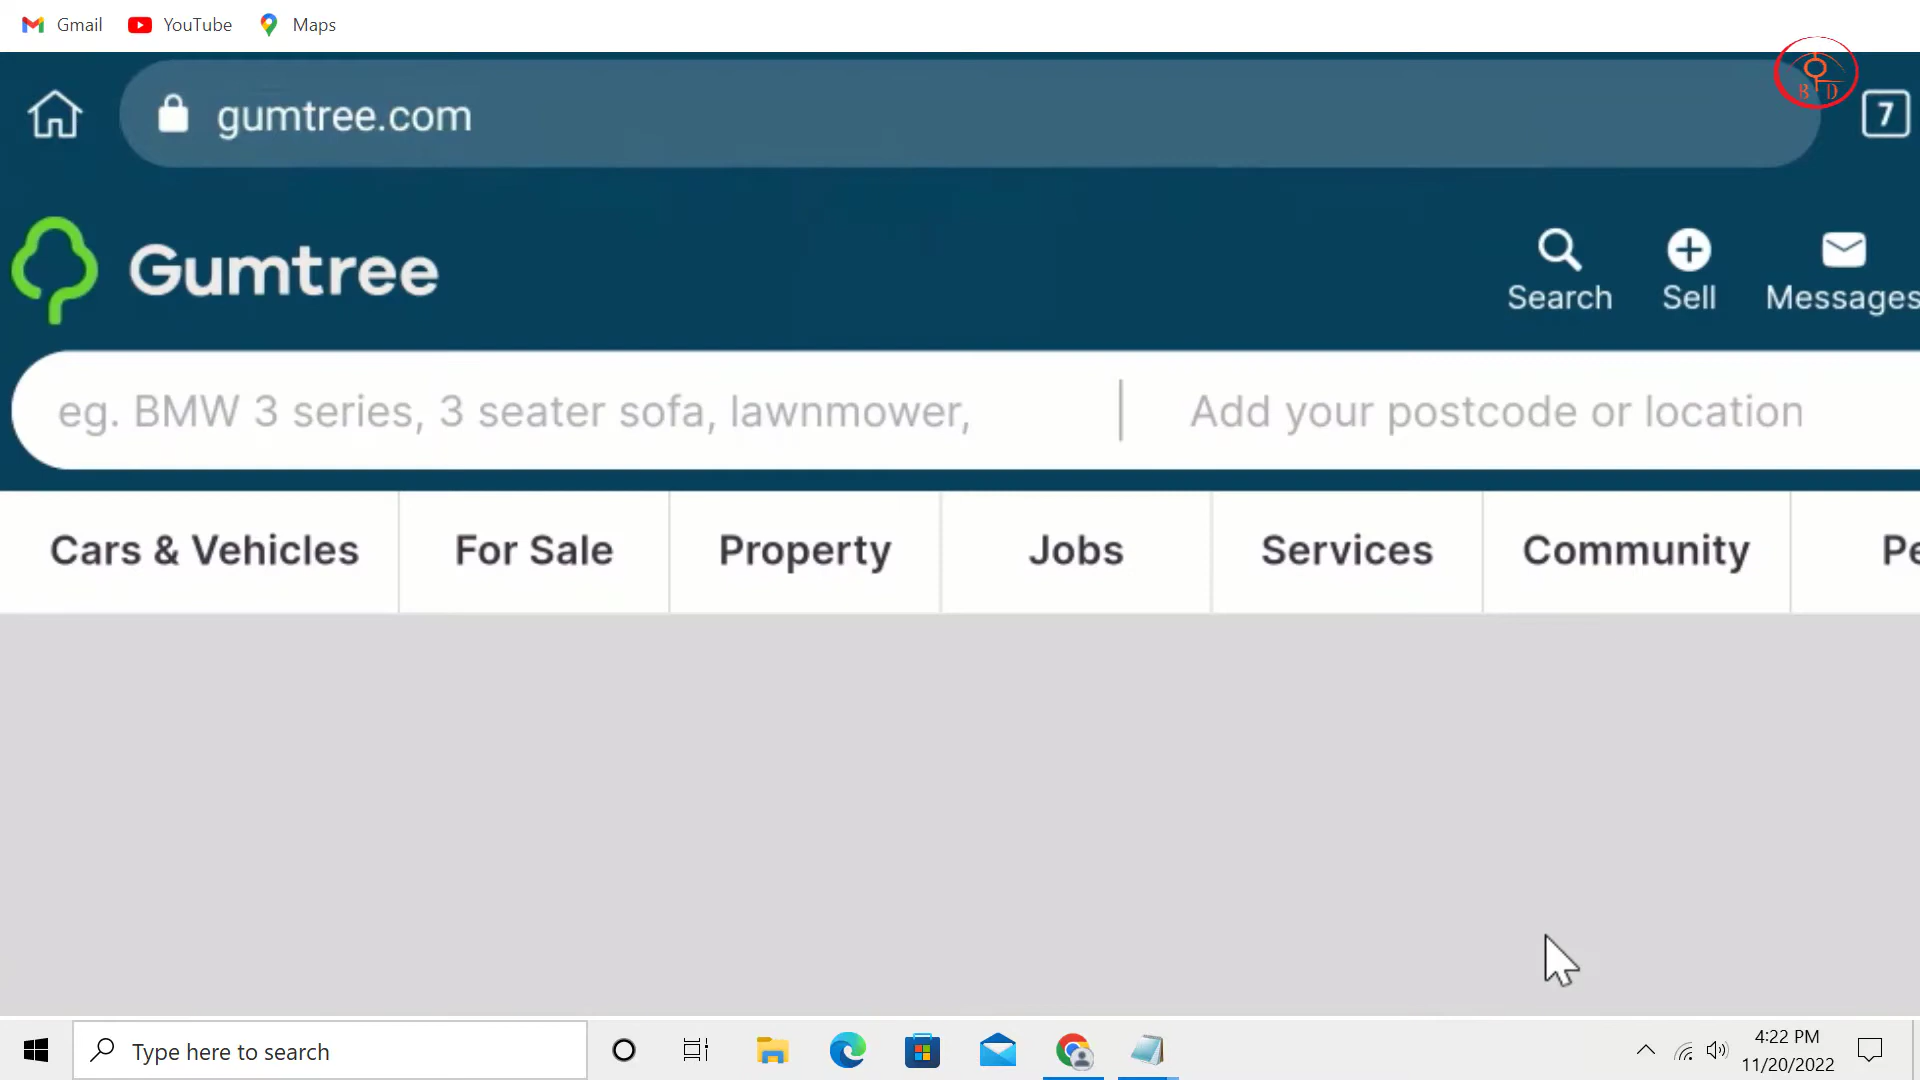 Gmail YouTube Maps
B D
gumtree.com 7
Gumtree
Search Sell Messages
eg. BMW 3 series, 3 seater sofa, lawnmower, Add your postcode or location
Cars & Vehicles For Sale Property Jobs Services Community Pe
Type here to search
4:22 PM
11/20/2022